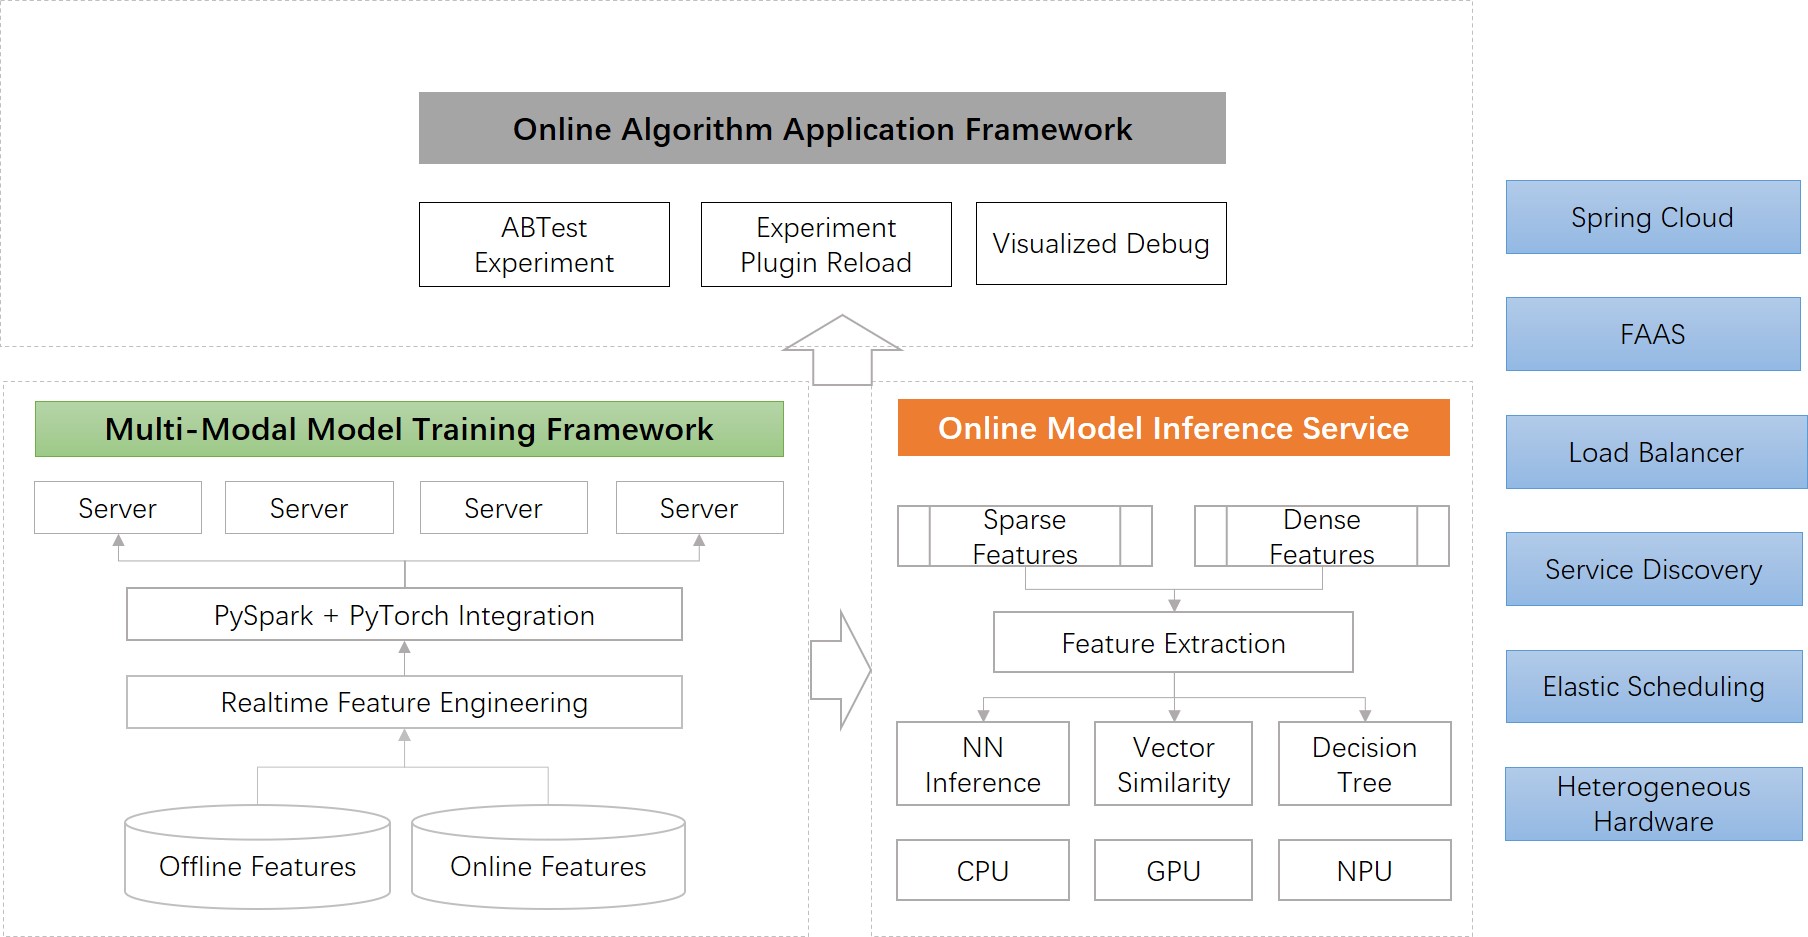 Online Algorithm Application Framework
ABTest
Experiment
Experiment
Plugin Reload
Visualized Debug
Multi-Modal Model Training Framework
Server
Server
Server
Server
PySpark + PyTorch Integration
Realtime Feature Engineering
Offline Features
Online Features
Online Model Inference Service
Sparse
Features
Dense
Features
Feature Extraction
NN
Inference
Vector
Similarity
Decision
Tree
CPU
GPU
NPU
Spring Cloud
FAAS
Load Balancer
Service Discovery
Elastic Scheduling
Heterogeneous
Hardware